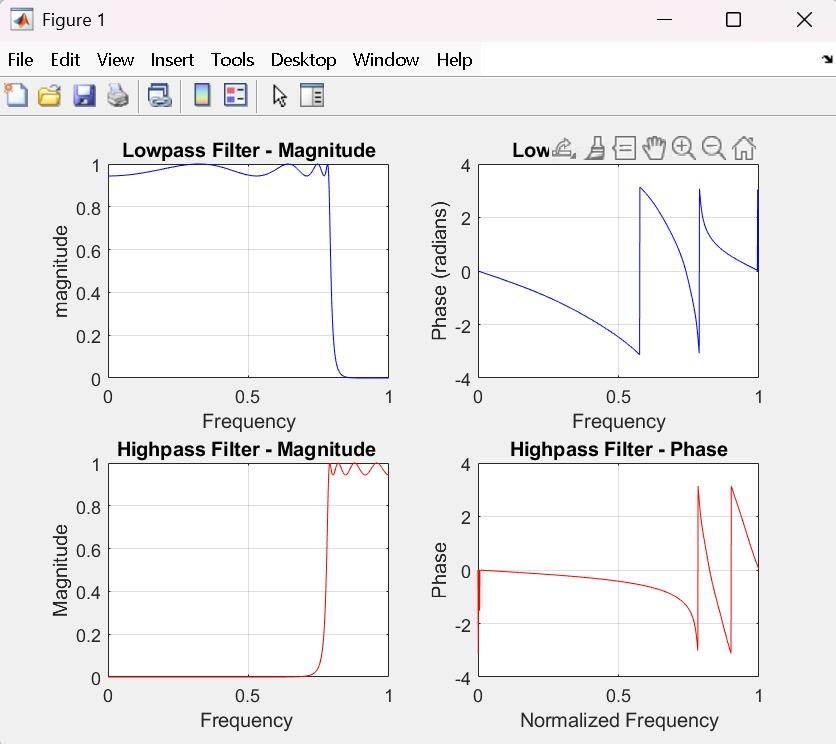 Figure 1
File Edit View Insert Tools Desktop Window Help
Lowpass Filter - Magnitude
1
0.8
0.6
0.4
0.2
0
magnitude
0 0.5 1
Frequency
4
2
0
-2
-4
Phase (radians)
0 0.5 1
Frequency
Highpass Filter - Magnitude
1
0.8
0.6
0.4
0.2
0
Magnitude
0 0.5 1
Frequency
Highpass Filter - Phase
4
2
0
-2
-4
Phase
0 0.5 1
Normalized Frequency